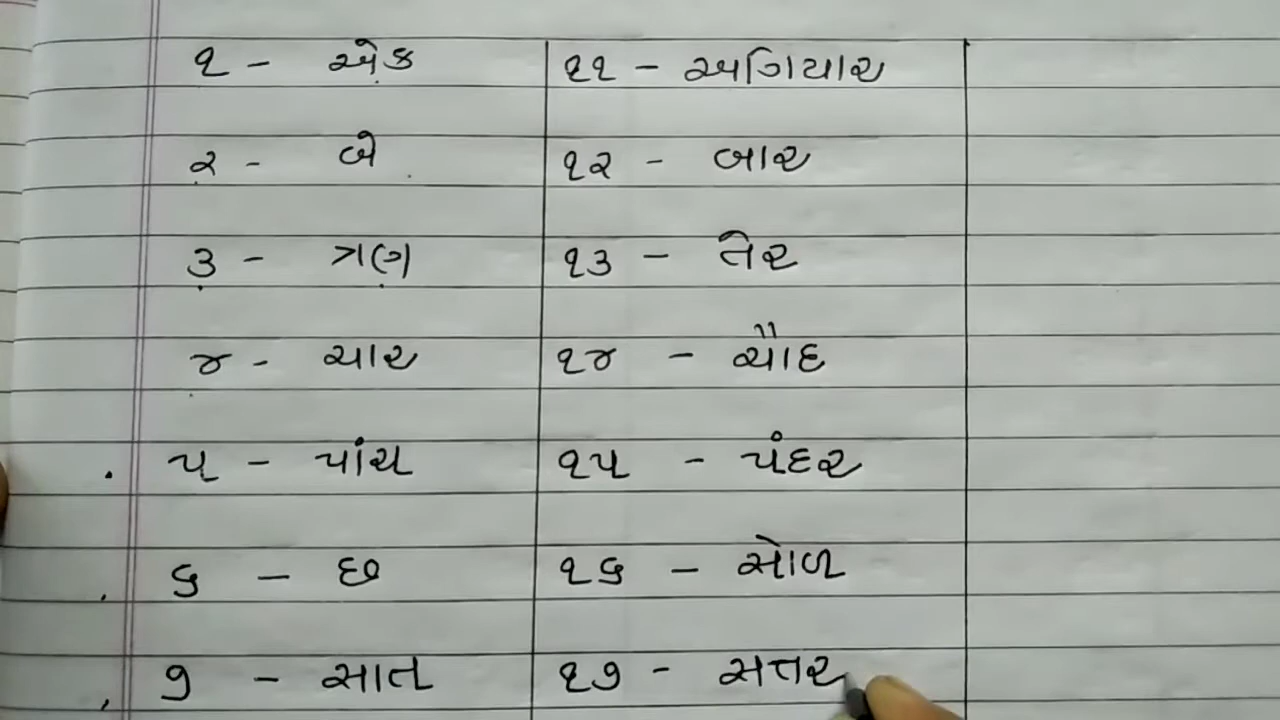 ૧ - એક ૧૧ - અગિયાર
૨ - બે ૧૨ - બાર
૩ - ત્રણ ૧૩ - તેર
૪ - ચાર ૧૪ - ચૌદ
૫ - પાંચ ૧૫ - પંદર
૬ - છ ૧૬ - સોળ
૭ - સાત ૧૭ - સત્તર